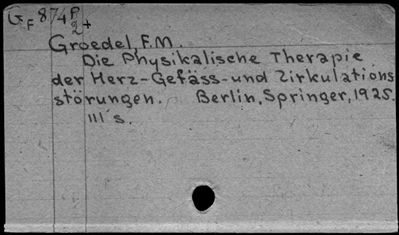 GF 874 P/2+
Groedel, F.M.
Die Physikalische Therapie
der Herz-Gefäss-und Zirkulations
störungen. Berlin, Springer, 1925.
111 s.